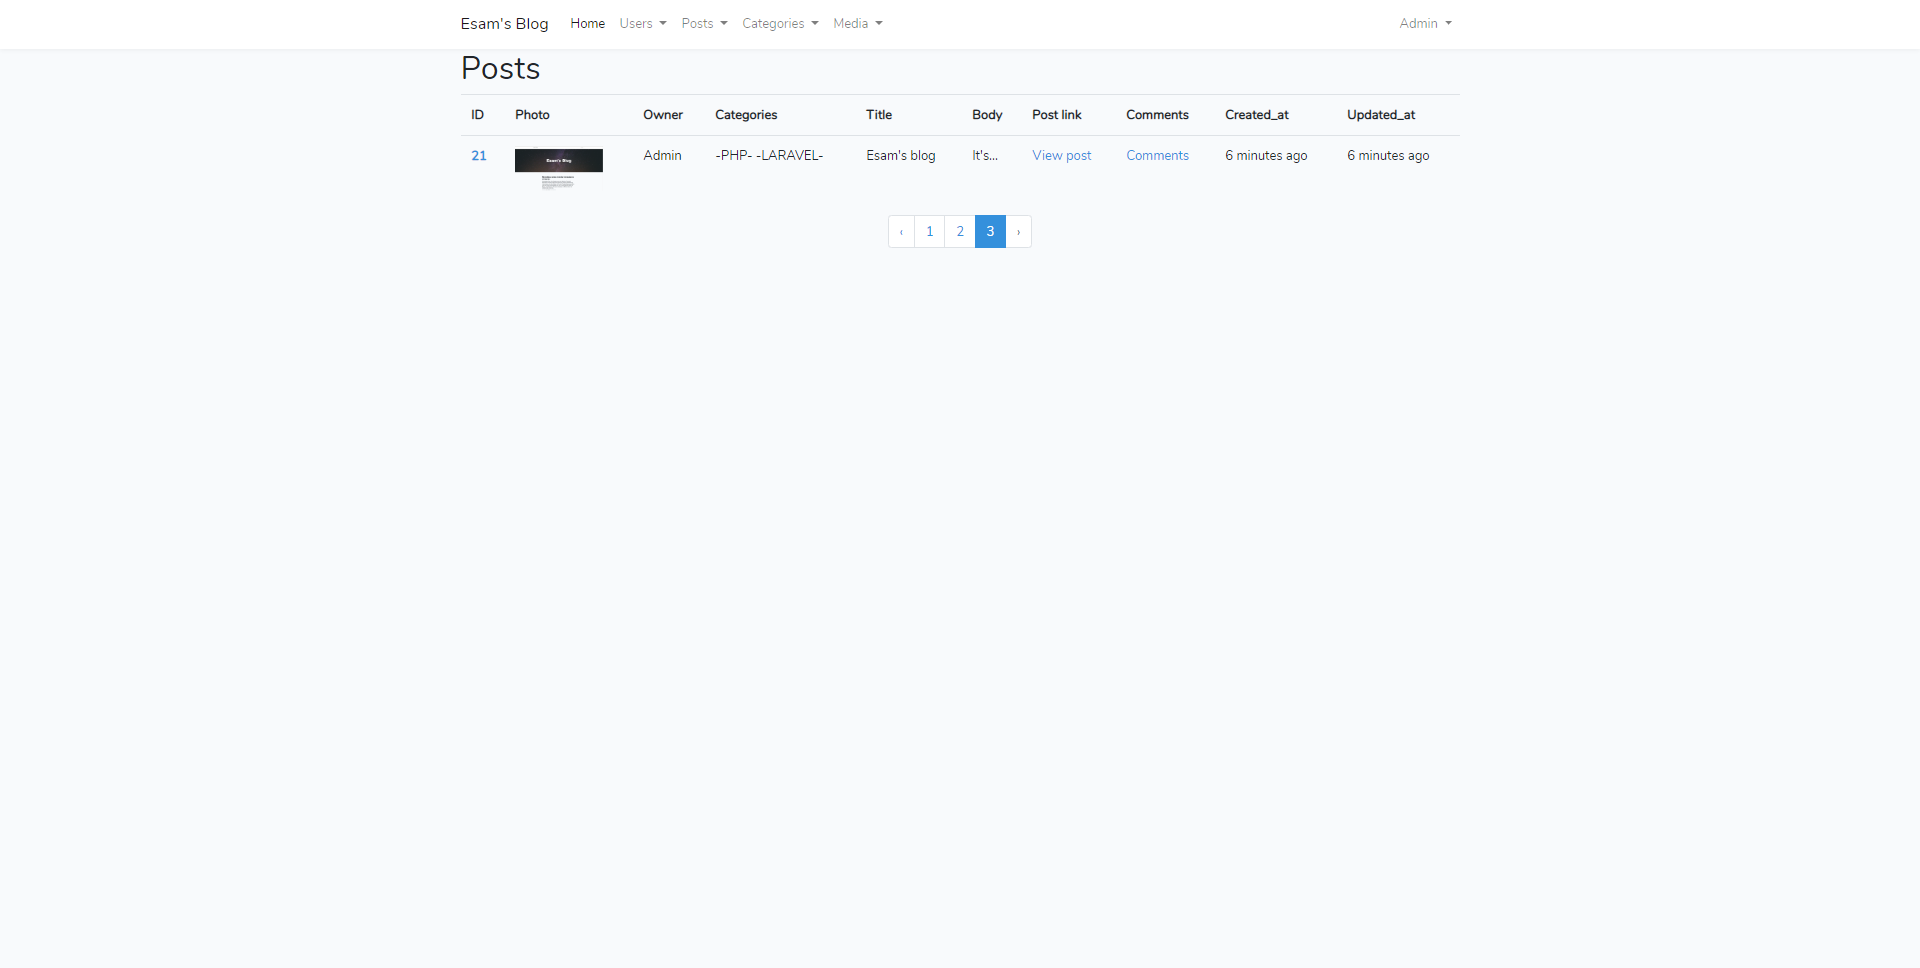 Esam's Blog Home Users Posts Categories Media Admin
Posts
ID Photo Owner Categories Title Body Post link Comments Created_at Updated_at
21 Admin -PHP- -LARAVEL- Esam's blog It's... View post Comments 6 minutes ago 6 minutes ago
Esam's Blog
‹ 1 2 3 ›